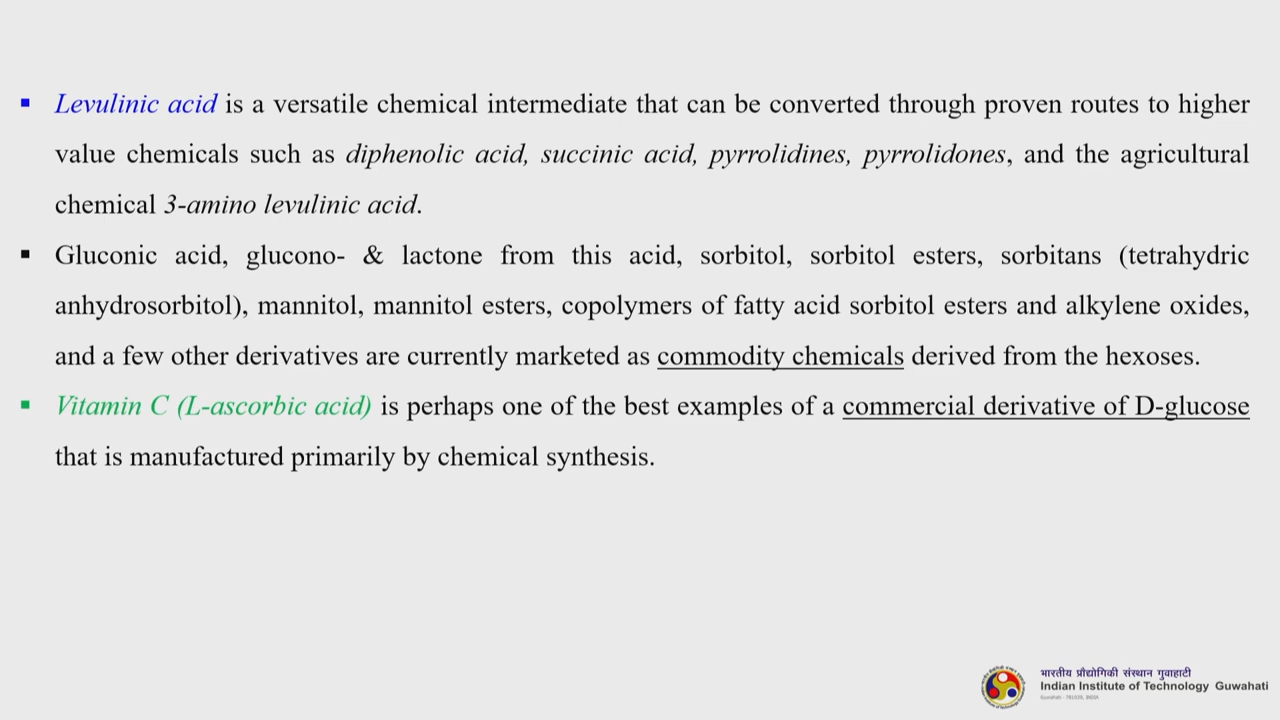 ▪ Levulinic acid is a versatile chemical intermediate that can be converted through proven routes to higher
value chemicals such as diphenolic acid, succinic acid, pyrrolidines, pyrrolidones, and the agricultural
chemical 3-amino levulinic acid.
▪ Gluconic acid, glucono- & lactone from this acid, sorbitol, sorbitol esters, sorbitans (tetrahydric
anhydrosorbitol), mannitol, mannitol esters, copolymers of fatty acid sorbitol esters and alkylene oxides,
and a few other derivatives are currently marketed as commodity chemicals derived from the hexoses.
▪ Vitamin C (L-ascorbic acid) is perhaps one of the best examples of a commercial derivative of D-glucose
that is manufactured primarily by chemical synthesis.
भारतीय प्रौद्योगिकी संस्थान गुवाहाटी
Indian Institute of Technology Guwahati
Guwahati - 781039, INDIA